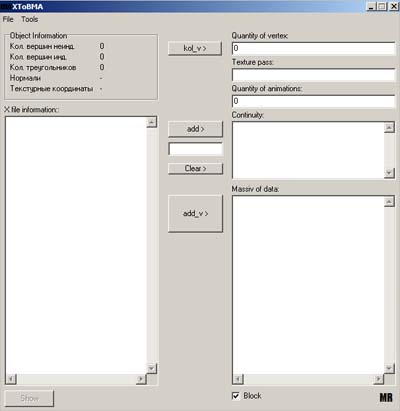 MR XToBMA
File Tools
Object Information
Кол. вершин неинд. 0
Кол. вершин инд. 0
Кол. треугольников 0
Нормали -
Текстурные координаты -
X file information::
kol_v >
add >
Clear >
add_v >
Quantity of vertex:
0
Texture pass:
Quantity of animations:
0
Continuity:
Massiv of data:
Show
Block
MR